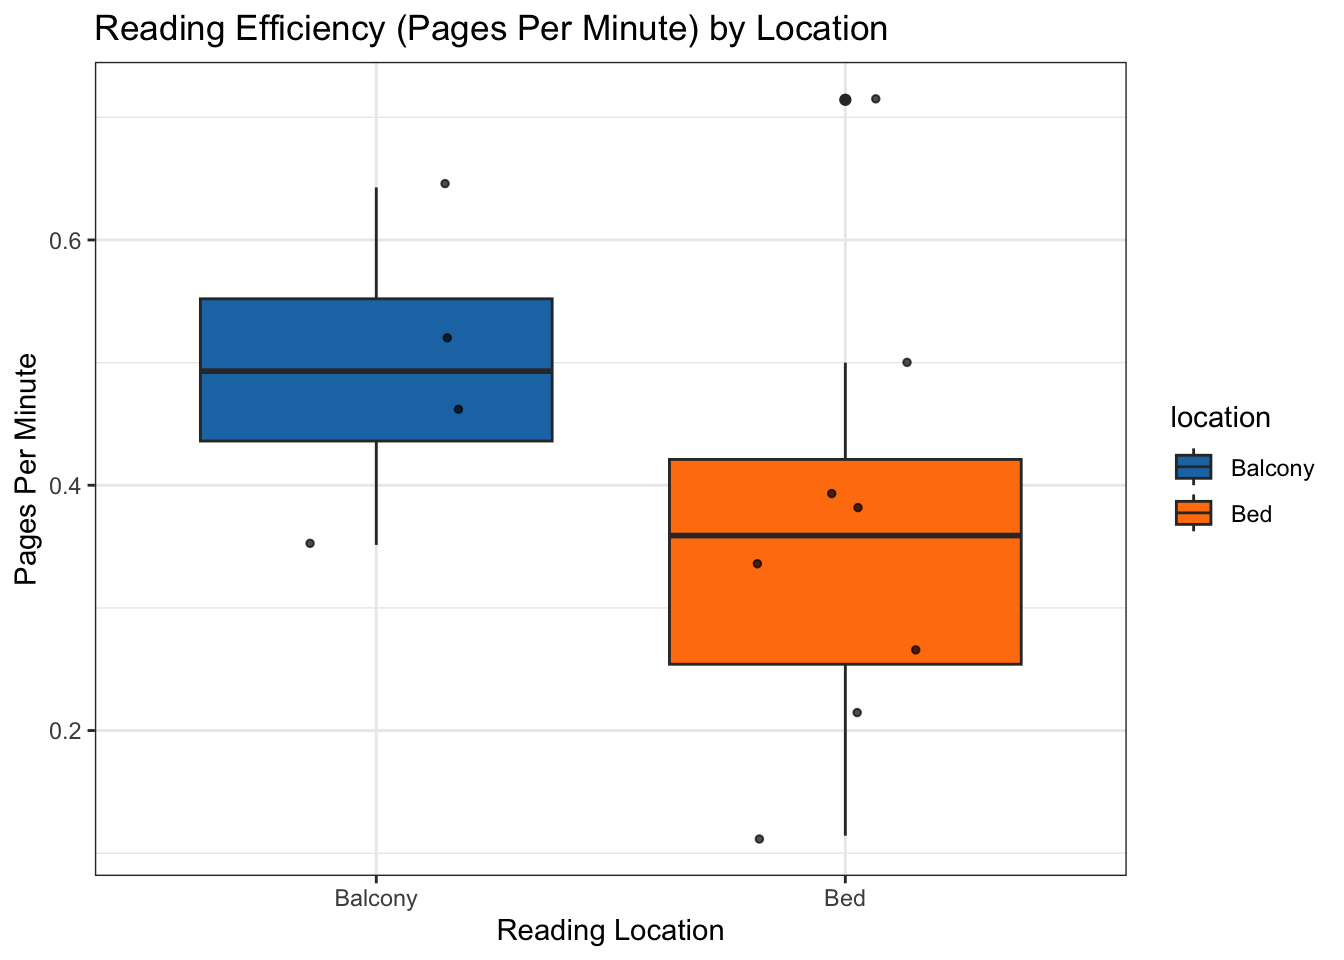 Reading Efficiency (Pages Per Minute) by Location
Pages Per Minute
0.6
0.4
0.2
Balcony
Bed
Reading Location
location
Balcony
Bed